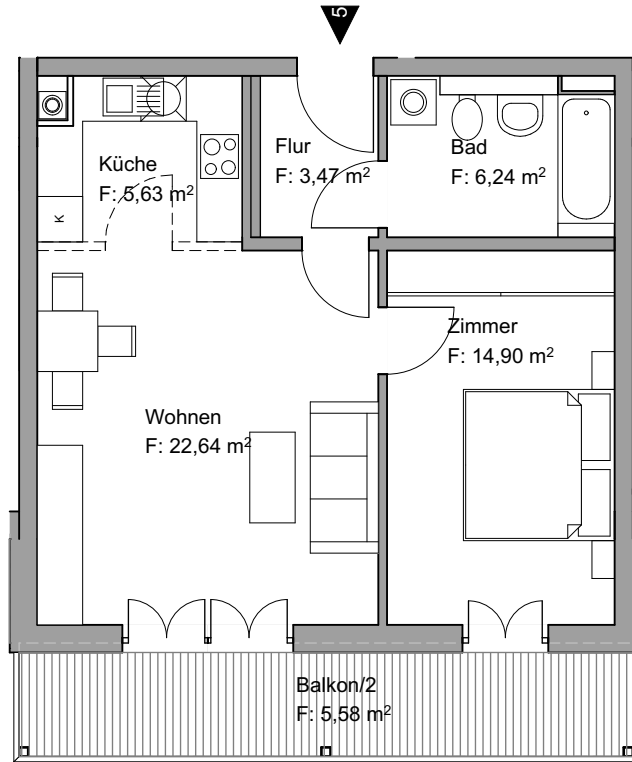 5
Küche
F: 5,63 m²
Flur
F: 3,47 m²
Bad
F: 6,24 m²
K
Zimmer
F: 14,90 m²
Wohnen
F: 22,64 m²
Balkon/2
F: 5,58 m²